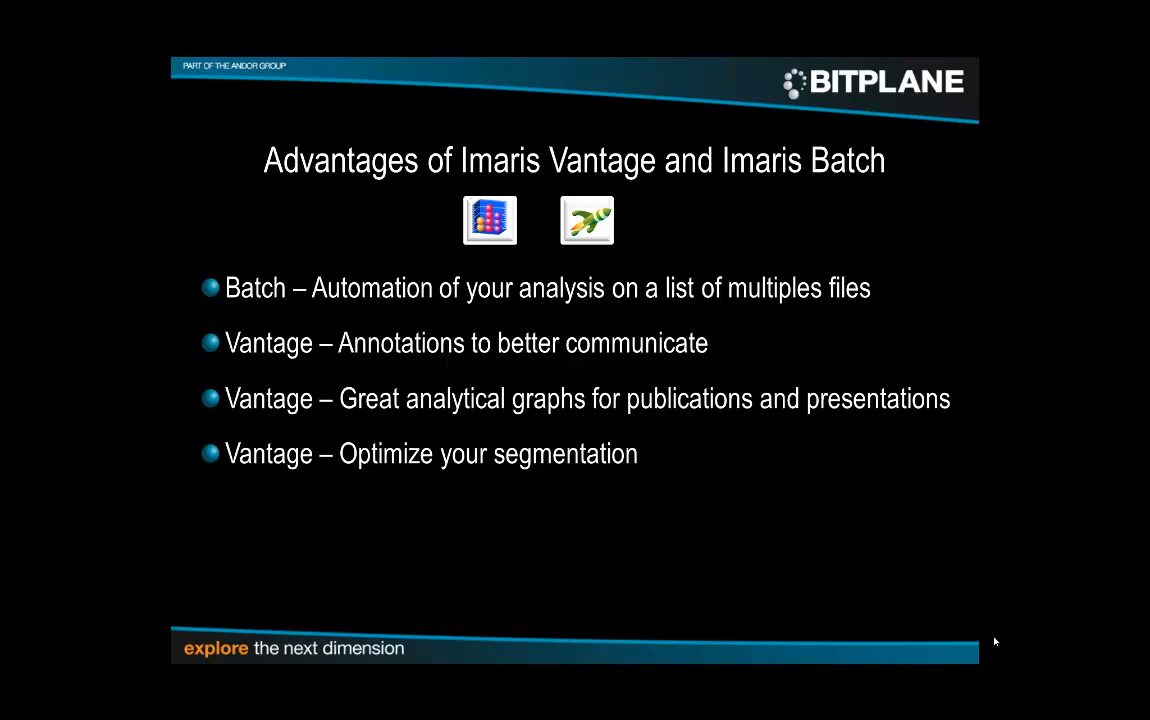 PART OF THE ANDOR GROUP
BITPLANE
Advantages of Imaris Vantage and Imaris Batch
Batch – Automation of your analysis on a list of multiples files
Vantage – Annotations to better communicate
Vantage – Great analytical graphs for publications and presentations
Vantage – Optimize your segmentation
explore the next dimension